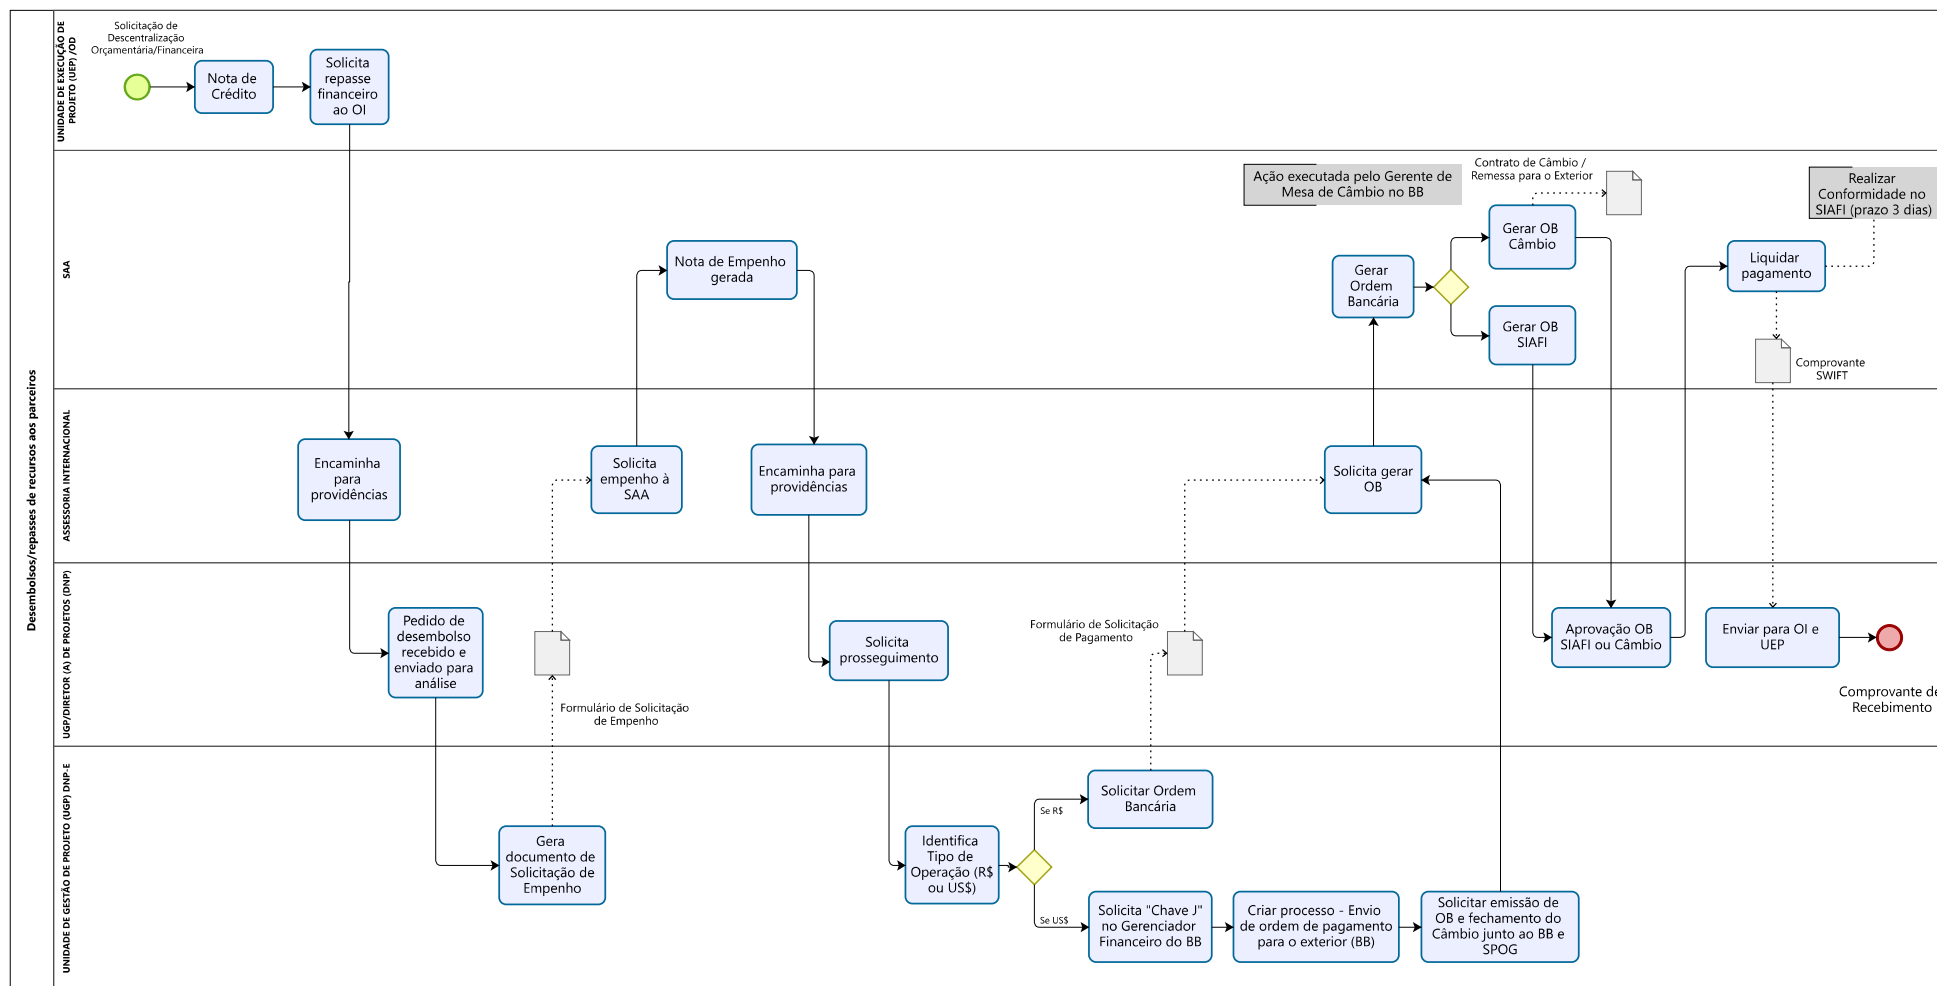 Desembolsos/repasses de recursos aos parceiros
UNIDADE DE EXECUÇÃO DE
PROJETO (UEP) /OD
Solicitação de
Descentralização
Orçamentária/Financeira
Nota de
Crédito
Solicita
repasse
financeiro
ao OI
SAA
Nota de Empenho
gerada
Ação executada pelo Gerente de
Mesa de Câmbio no BB
Contrato de Câmbio /
Remessa para o Exterior
Gerar
Ordem
Bancária
Gerar OB
Câmbio
Gerar OB
SIAFI
Realizar
Conformidade no
SIAFI (prazo 3 dias)
Liquidar
pagamento
Comprovante
SWIFT
ASSESSORIA INTERNACIONAL
Encaminha
para
providências
Solicita
empenho à
SAA
Encaminha para
providências
Solicita gerar
OB
UGP/DIRETOR (A) DE PROJETOS (DNP)
Pedido de
desembolso
recebido e
enviado para
análise
Formulário de Solicitação
de Empenho
Solicita
prosseguimento
Formulário de Solicitação
de Pagamento
Aprovação OB
SIAFI ou Câmbio
Enviar para OI e
UEP
Comprovante de
Recebimento
UNIDADE DE GESTÃO DE PROJETO (UGP) DNP-E
Gera
documento de
Solicitação de
Empenho
Identifica
Tipo de
Operação (R$
ou US$)
Se R$
Solicitar Ordem
Bancária
Se US$
Solicita "Chave J"
no Gerenciador
Financeiro do BB
Criar processo - Envio
de ordem de pagamento
para o exterior (BB)
Solicitar emissão de
OB e fechamento do
Câmbio junto ao BB e
SPOG